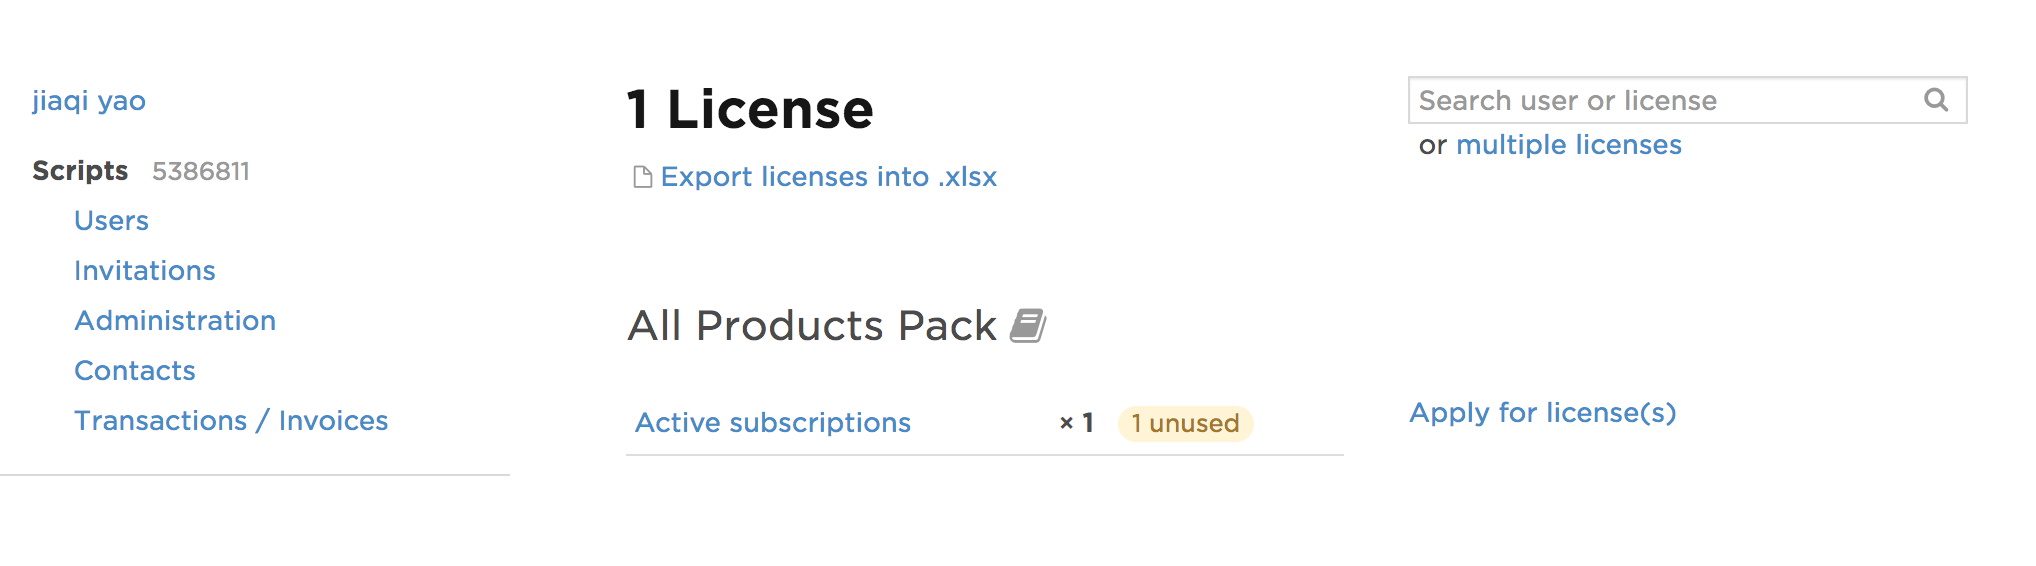 jiaqi yao
Scripts 5386811
Users
Invitations
Administration
Contacts
Transactions / Invoices
1 License
Export licenses into .xlsx
All Products Pack
Active subscriptions × 1 1 unused
Search user or license
or multiple licenses
Apply for license(s)